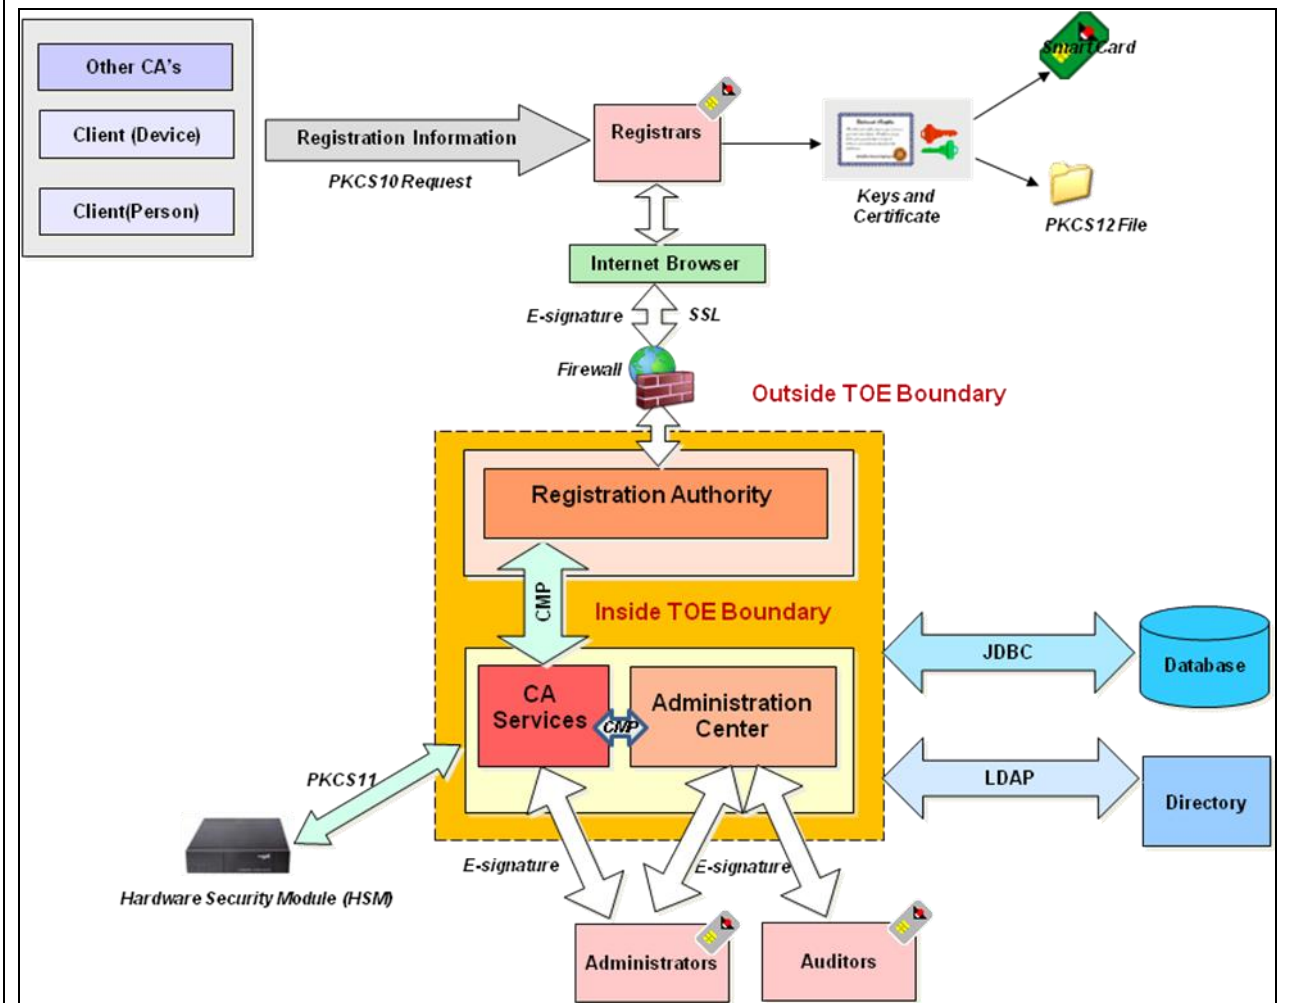 SmartCard
Other CA's
Client (Device)
Client(Person)
Registration Information
PKCS10 Request
Registrars
Keys and
Certificate
PKCS12 File
Internet Browser
E-signature
SSL
Firewall
Outside TOE Boundary
Registration Authority
CMP
Inside TOE Boundary
CA
Services
CMP
Administration
Center
JDBC
Database
LDAP
Directory
PKCS11
Hardware Security Module (HSM)
E-signature
E-signature
Administrators
Auditors